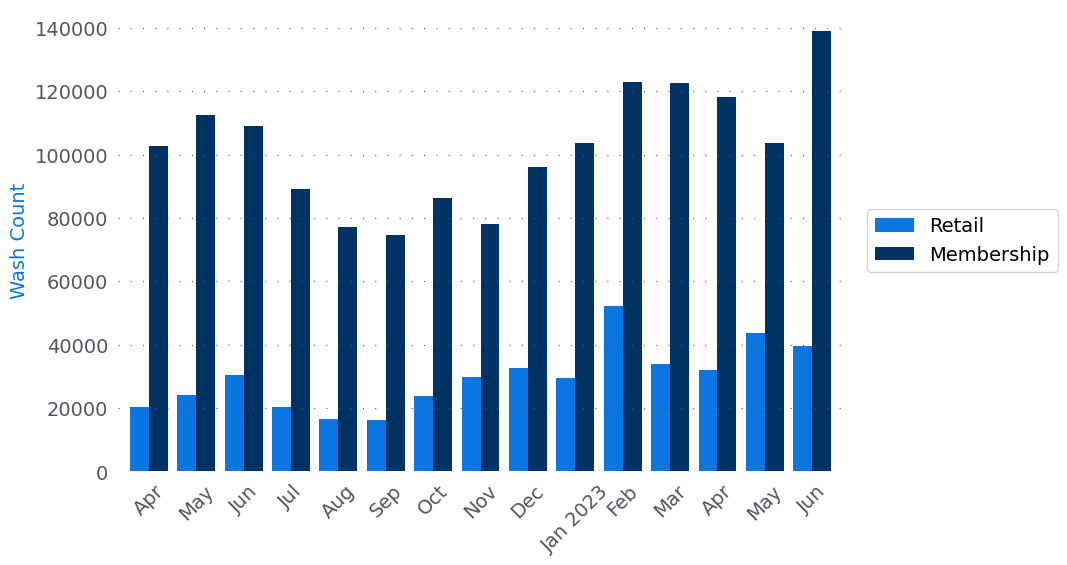 140000
120000
100000
80000
60000
40000
20000
0
Wash Count
Apr
May
Jun
Jul
Aug
Sep
Oct
Nov
Dec
Jan 2023
Feb
Mar
Apr
May
Jun
Retail
Membership